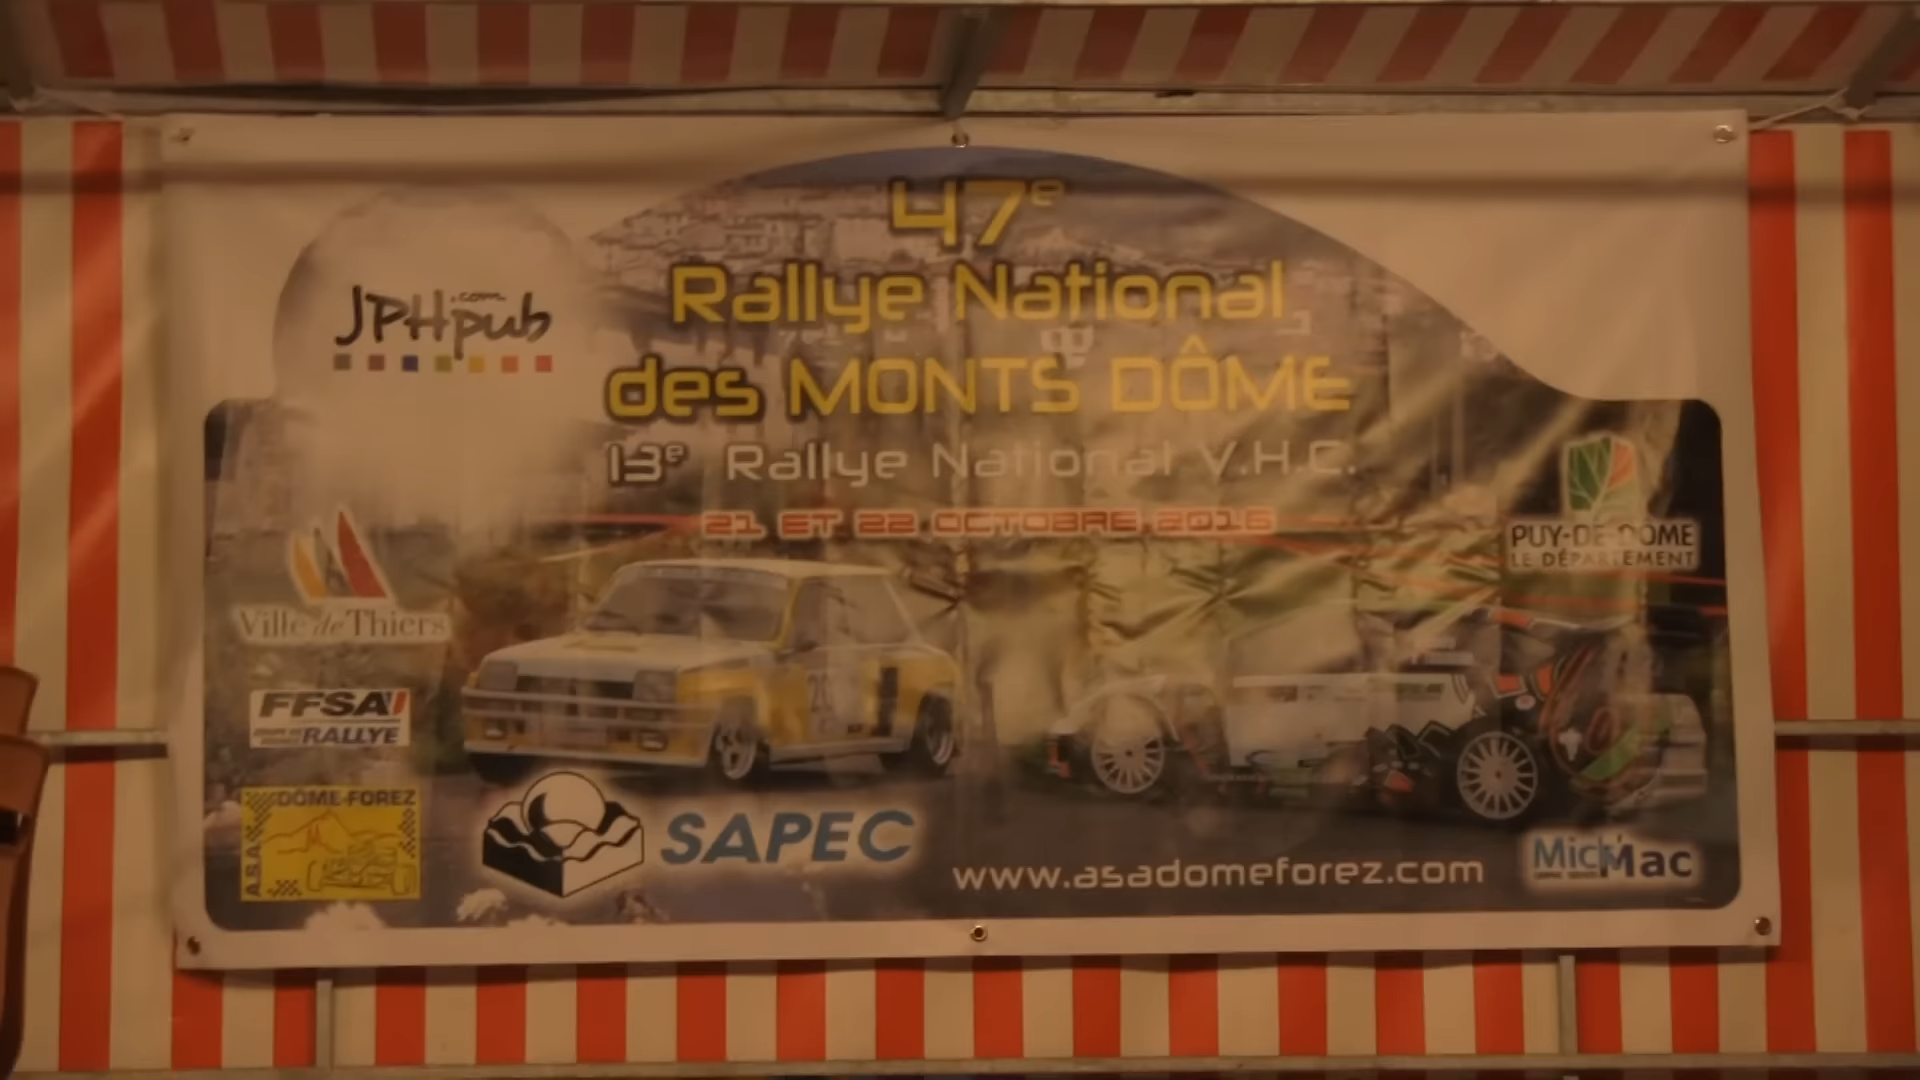 47e
Rallye National
des MONTS DÔME
13e Rallye National V.H.C.
21 ET 22 OCTOBRE 2016
JPHpub
.com
Ville de Thiers
FFSA
RALLYE
DÔME-FOREZ
A.S.A
SAPEC
www.asadomeforez.com
PUY-DE-DÔME
LE DÉPARTEMENT
Mick Mac